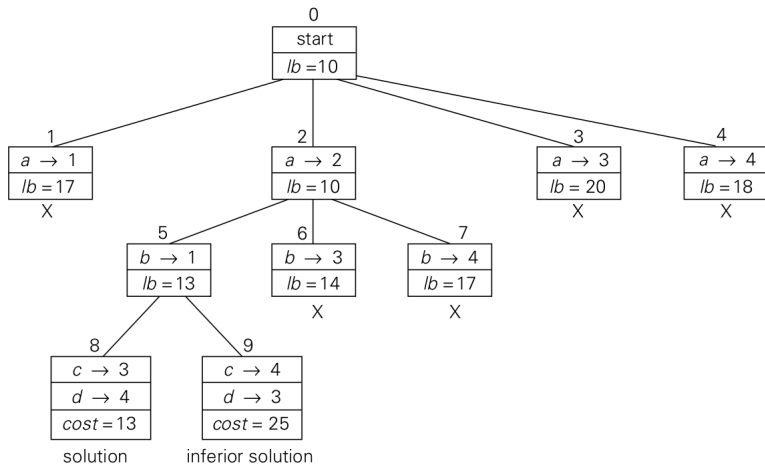 0
start
lb = 10
1
a → 1
lb = 17
X
2
a → 2
lb = 10
3
a → 3
lb = 20
X
4
a → 4
lb = 18
X
5
b → 1
lb = 13
6
b → 3
lb = 14
X
7
b → 4
lb = 17
X
8
c → 3
d → 4
cost = 13
solution
9
c → 4
d → 3
cost = 25
inferior solution